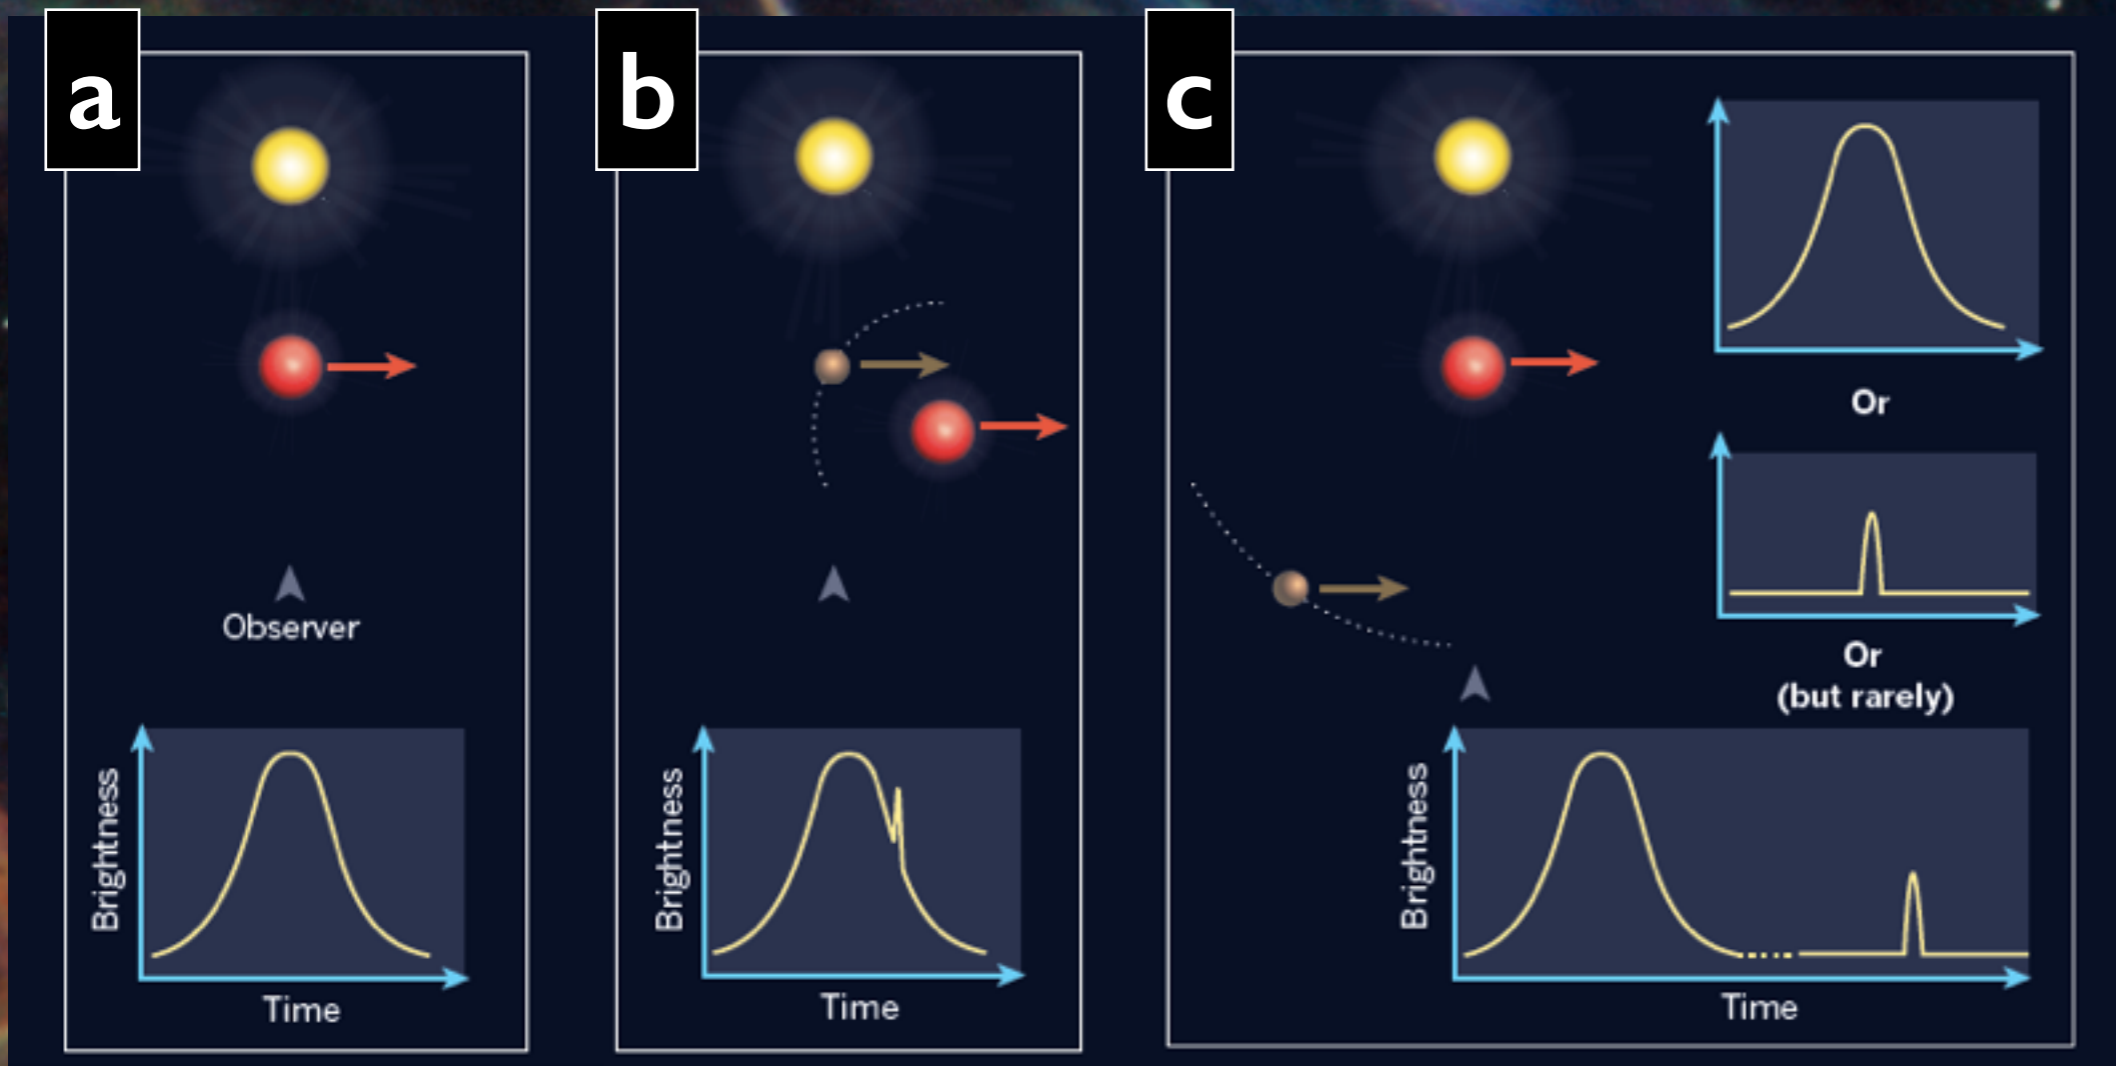 a
Observer
Brightness
Time
b
Brightness
Time
c
Or
Or
(but rarely)
Brightness
Time